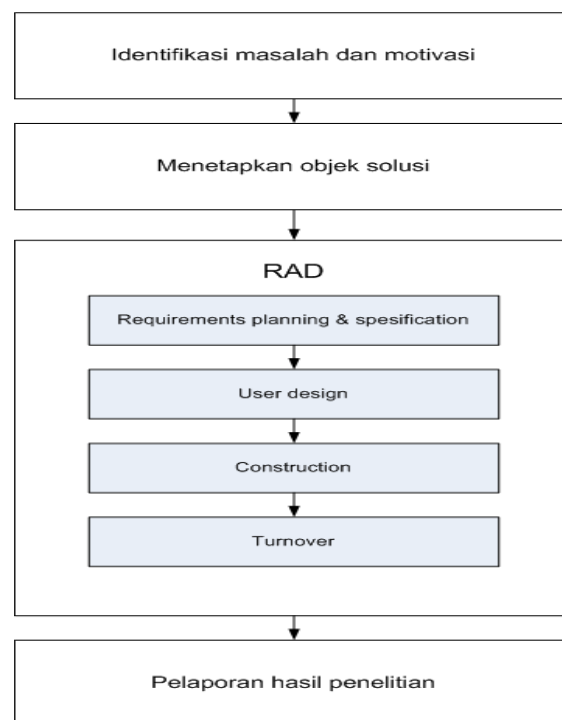 Identifikasi masalah dan motivasi
Menetapkan objek solusi
RAD
Requirements planning & spesification
User design
Construction
Turnover
Pelaporan hasil penelitian